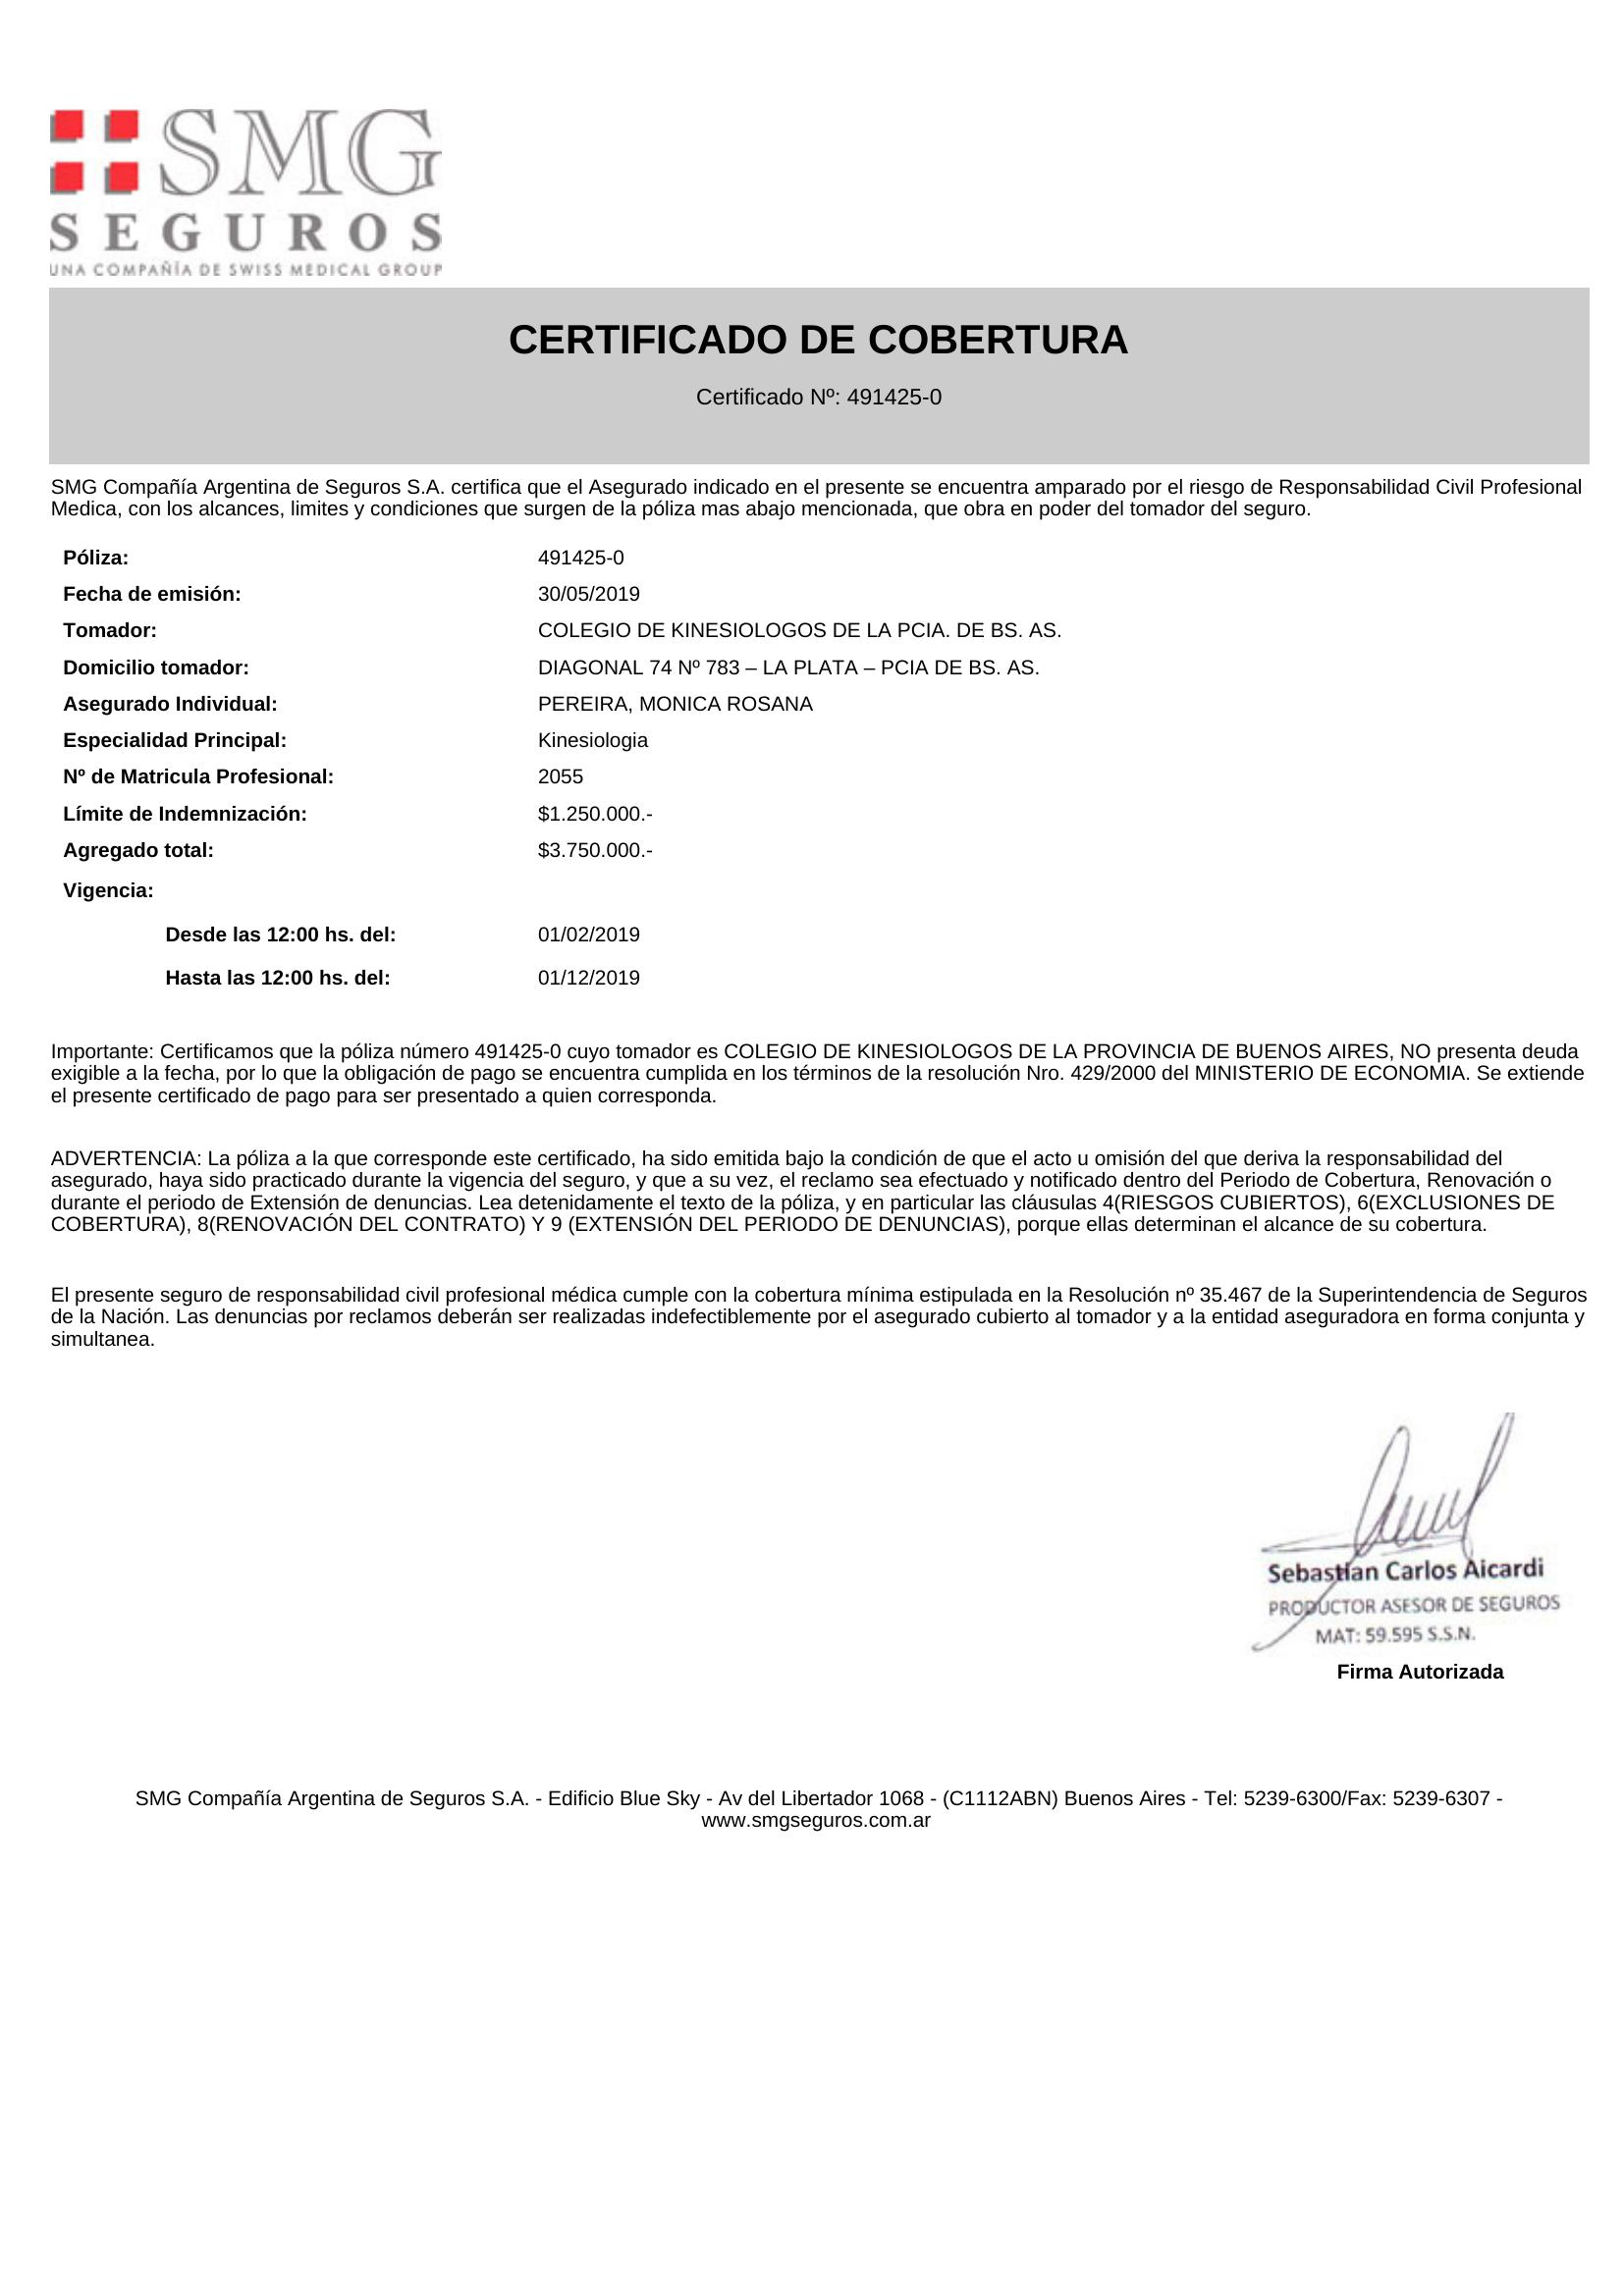 SMG
SEGUROS
UNA COMPAÑÍA DE SWISS MEDICAL GROUP
CERTIFICADO DE COBERTURA
Certificado Nº: 491425-0
SMG Compañía Argentina de Seguros S.A. certifica que el Asegurado indicado en el presente se encuentra amparado por el riesgo de Responsabilidad Civil Profesional
Medica, con los alcances, limites y condiciones que surgen de la póliza mas abajo mencionada, que obra en poder del tomador del seguro.
Póliza: 491425-0
Fecha de emisión: 30/05/2019
Tomador: COLEGIO DE KINESIOLOGOS DE LA PCIA. DE BS. AS.
Domicilio tomador: DIAGONAL 74 Nº 783 – LA PLATA – PCIA DE BS. AS.
Asegurado Individual: PEREIRA, MONICA ROSANA
Especialidad Principal: Kinesiologia
Nº de Matricula Profesional: 2055
Límite de Indemnización: $1.250.000.-
Agregado total: $3.750.000.-
Vigencia:
Desde las 12:00 hs. del: 01/02/2019
Hasta las 12:00 hs. del: 01/12/2019
Importante: Certificamos que la póliza número 491425-0 cuyo tomador es COLEGIO DE KINESIOLOGOS DE LA PROVINCIA DE BUENOS AIRES, NO presenta deuda
exigible a la fecha, por lo que la obligación de pago se encuentra cumplida en los términos de la resolución Nro. 429/2000 del MINISTERIO DE ECONOMIA. Se extiende
el presente certificado de pago para ser presentado a quien corresponda.
ADVERTENCIA: La póliza a la que corresponde este certificado, ha sido emitida bajo la condición de que el acto u omisión del que deriva la responsabilidad del
asegurado, haya sido practicado durante la vigencia del seguro, y que a su vez, el reclamo sea efectuado y notificado dentro del Periodo de Cobertura, Renovación o
durante el periodo de Extensión de denuncias. Lea detenidamente el texto de la póliza, y en particular las cláusulas 4(RIESGOS CUBIERTOS), 6(EXCLUSIONES DE
COBERTURA), 8(RENOVACIÓN DEL CONTRATO) Y 9 (EXTENSIÓN DEL PERIODO DE DENUNCIAS), porque ellas determinan el alcance de su cobertura.
El presente seguro de responsabilidad civil profesional médica cumple con la cobertura mínima estipulada en la Resolución nº 35.467 de la Superintendencia de Seguros
de la Nación. Las denuncias por reclamos deberán ser realizadas indefectiblemente por el asegurado cubierto al tomador y a la entidad aseguradora en forma conjunta y
simultanea.
Sebastian Carlos Aicardi
PRODUCTOR ASESOR DE SEGUROS
MAT: 59.595 S.S.N.
Firma Autorizada
SMG Compañía Argentina de Seguros S.A. - Edificio Blue Sky - Av del Libertador 1068 - (C1112ABN) Buenos Aires - Tel: 5239-6300/Fax: 5239-6307 -
www.smgseguros.com.ar